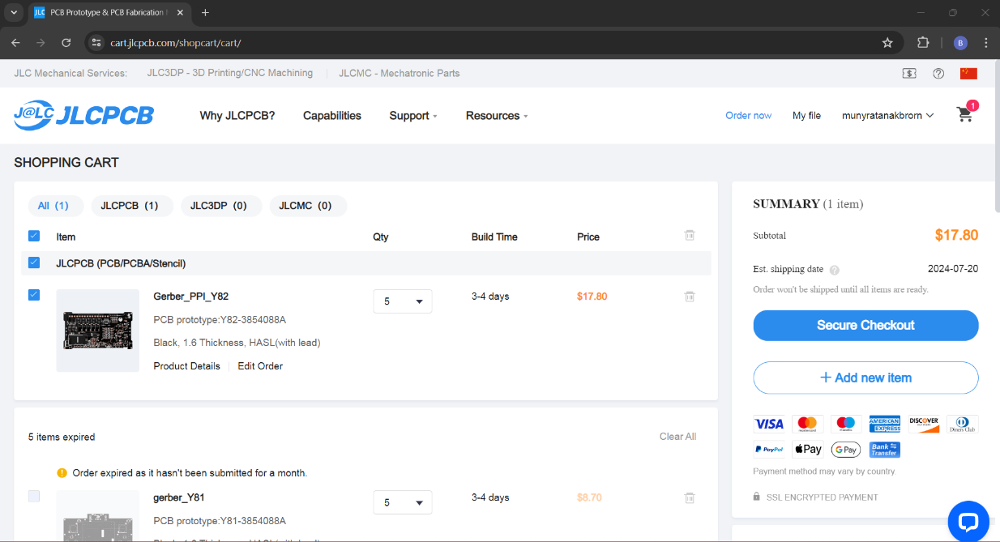 JLC PCB Prototype & PCB Fabrication
cart.jlcpcb.com/shopcart/cart/
B
JLC Mechanical Services: JLC3DP - 3D Printing/CNC Machining JLCMC - Mechatronic Parts
J@LC JLCPCB
Why JLCPCB? Capabilities Support Resources Order now My file munyratanakbrorn 1
SHOPPING CART
All (1) JLCPCB (1) JLC3DP (0) JLCMC (0)
Item Qty Build Time Price
JLCPCB (PCB/PCBA/Stencil)
Gerber_PPI_Y82 5 3-4 days $17.80
PCB prototype:Y82-3854088A
Black, 1.6 Thickness, HASL(with lead)
Product Details Edit Order
5 items expired Clear All
Order expired as it hasn't been submitted for a month.
gerber_Y81 5 3-4 days $8.70
PCB prototype:Y81-3854088A
SUMMARY (1 item)
Subtotal $17.80
Est. shipping date ? 2024-07-20
Order won't be shipped until all items are ready.
Secure Checkout
+ Add new item
VISA mastercard maestro AMERICAN EXPRESS DISCOVER Diners Club
PayPal Pay G Pay Bank Transfer
Payment method may vary by country.
SSL ENCRYPTED PAYMENT